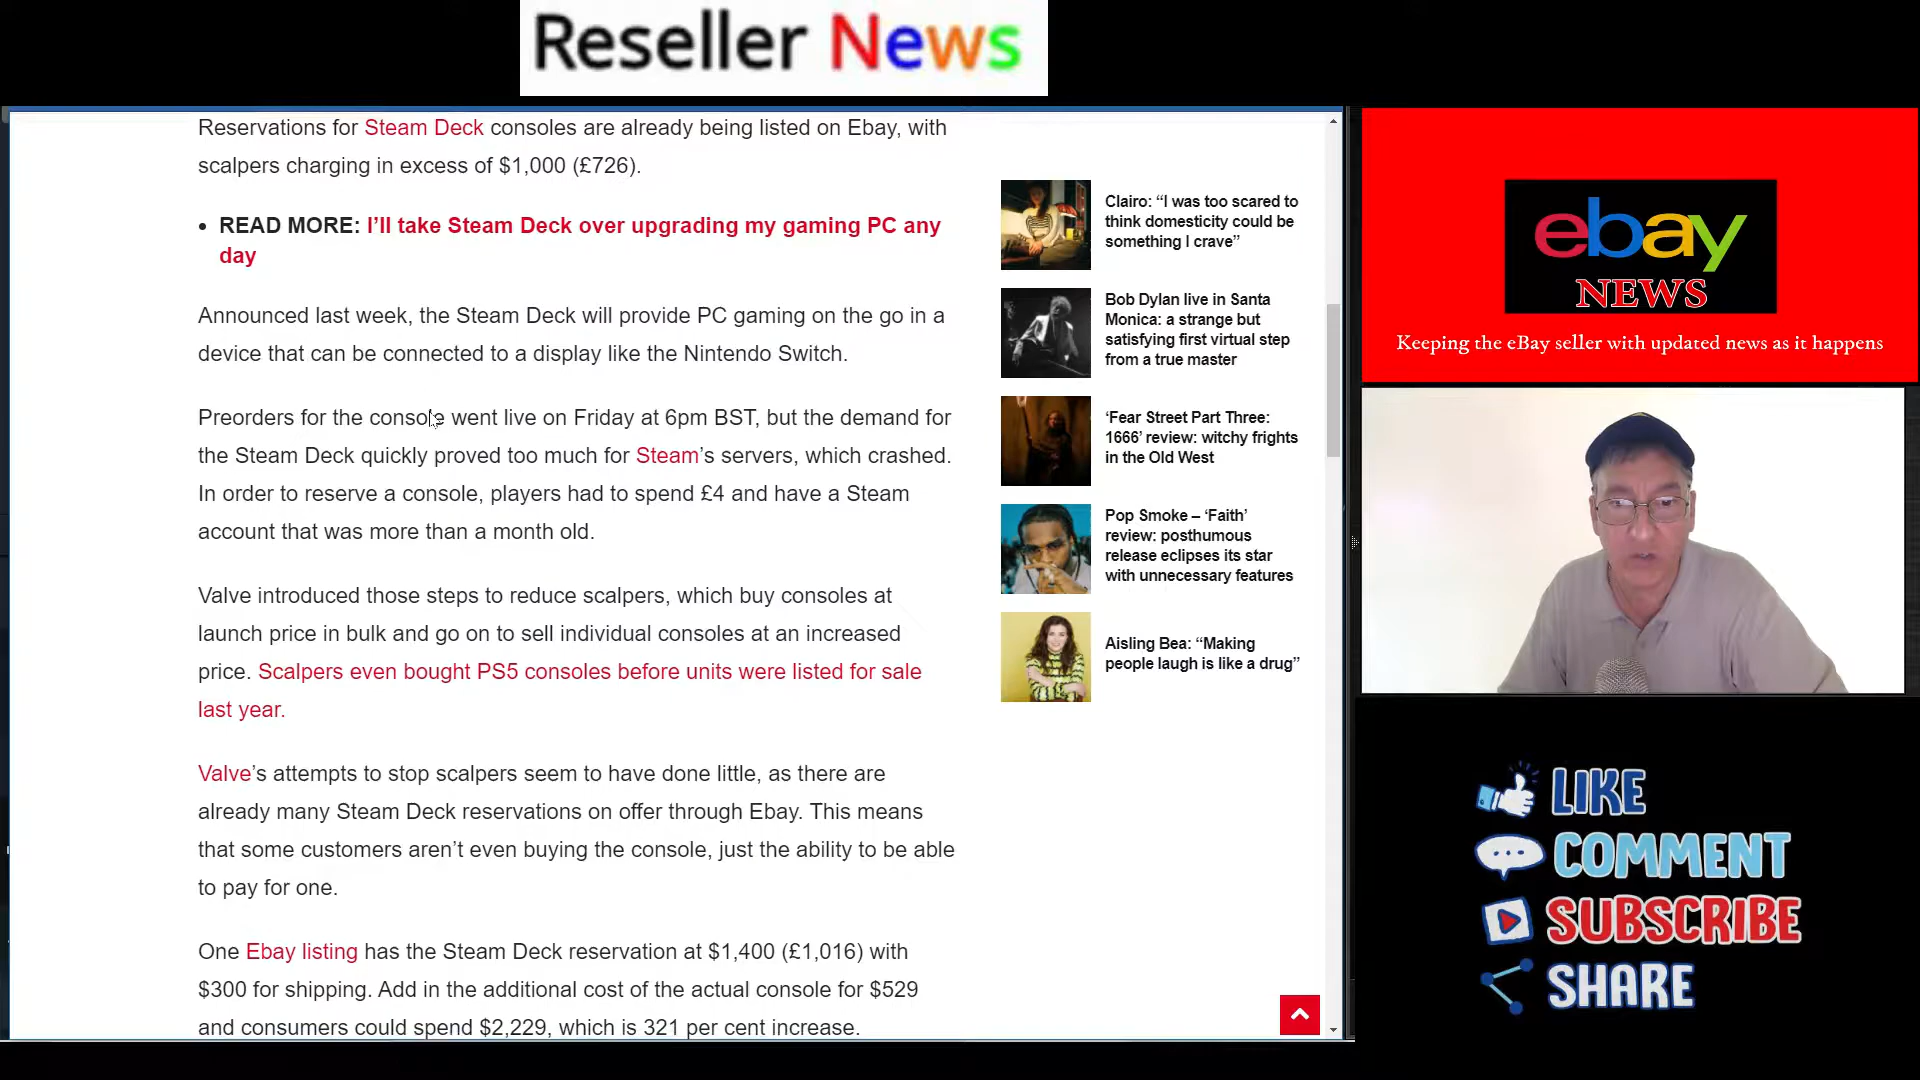 Reseller News
Reservations for Steam Deck consoles are already being listed on Ebay, with
scalpers charging in excess of $1,000 (£726).
• READ MORE: I’ll take Steam Deck over upgrading my gaming PC any
day
Announced last week, the Steam Deck will provide PC gaming on the go in a
device that can be connected to a display like the Nintendo Switch.
Preorders for the console went live on Friday at 6pm BST, but the demand for
the Steam Deck quickly proved too much for Steam’s servers, which crashed.
In order to reserve a console, players had to spend £4 and have a Steam
account that was more than a month old.
Valve introduced those steps to reduce scalpers, which buy consoles at
launch price in bulk and go on to sell individual consoles at an increased
price. Scalpers even bought PS5 consoles before units were listed for sale
last year.
Valve’s attempts to stop scalpers seem to have done little, as there are
already many Steam Deck reservations on offer through Ebay. This means
that some customers aren’t even buying the console, just the ability to be able
to pay for one.
One Ebay listing has the Steam Deck reservation at $1,400 (£1,016) with
$300 for shipping. Add in the additional cost of the actual console for $529
and consumers could spend $2,229, which is 321 per cent increase.
Clairo: “I was too scared to
think domesticity could be
something I crave”
Bob Dylan live in Santa
Monica: a strange but
satisfying first virtual step
from a true master
‘Fear Street Part Three:
1666’ review: witchy frights
in the Old West
Pop Smoke – ‘Faith’
review: posthumous
release eclipses its star
with unnecessary features
Aisling Bea: “Making
people laugh is like a drug”
ebay
NEWS
Keeping the eBay seller with updated news as it happens
LIKE
COMMENT
SUBSCRIBE
SHARE